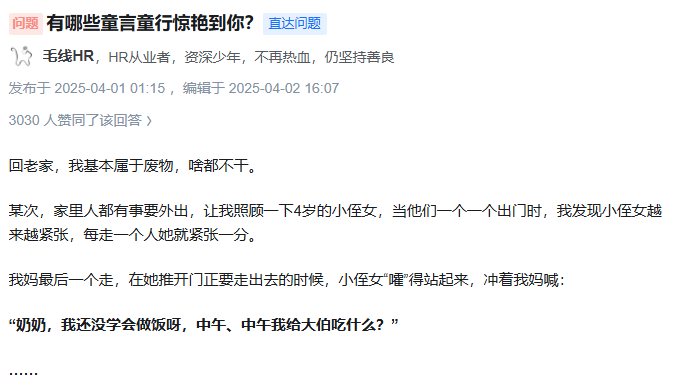 问题 有哪些童言童行惊艳到你？ 直达问题
毛线HR，HR从业者，资深少年，不再热血，仍坚持善良
发布于 2025-04-01 01:15 ，编辑于 2025-04-02 16:07
3030 人赞同了该回答 〉
回老家，我基本属于废物，啥都不干。
某次，家里人都有事要外出，让我照顾一下4岁的小侄女，当他们一个一个出门时，我发现小侄女越
来越紧张，每走一个人她就紧张一分。
我妈最后一个走，在她推开门正要走出去的时候，小侄女“嚯”得站起来，冲着我妈喊：
“奶奶，我还没学会做饭呀，中午、中午我给大伯吃什么？”
……